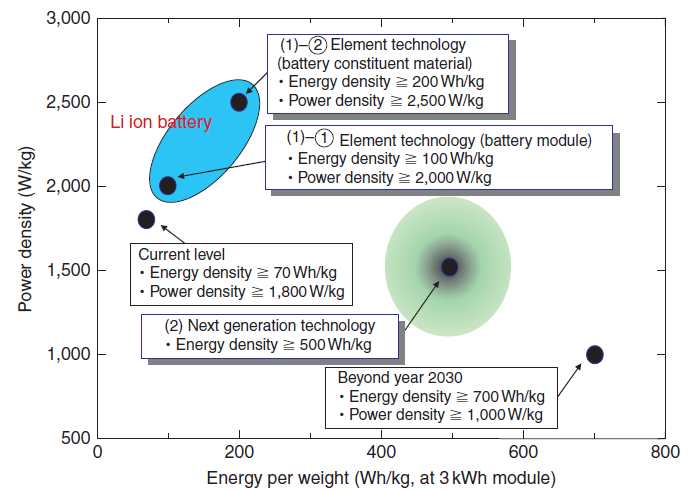 3,000
2,500
2,000
1,500
1,000
500
Power density (W/kg)
(1)–② Element technology
(battery constituent material)
• Energy density ≧ 200 Wh/kg
• Power density ≧ 2,500 W/kg
Li ion battery
(1)–① Element technology (battery module)
• Energy density ≧ 100 Wh/kg
• Power density ≧ 2,000 W/kg
Current level
• Energy density ≧ 70 Wh/kg
• Power density ≧ 1,800 W/kg
(2) Next generation technology
• Energy density ≧ 500 Wh/kg
Beyond year 2030
• Energy density ≧ 700 Wh/kg
• Power density ≧ 1,000 W/kg
0 200 400 600 800
Energy per weight (Wh/kg, at 3 kWh module)